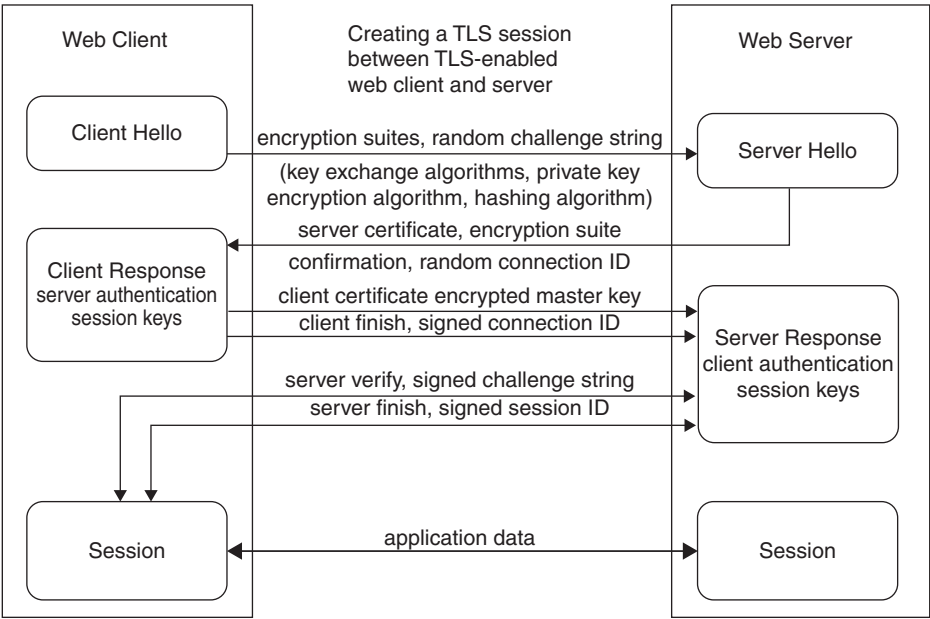 Web Client
Creating a TLS session
between TLS-enabled
web client and server
Web Server
Client Hello
encryption suites, random challenge string
Server Hello
(key exchange algorithms, private key
encryption algorithm, hashing algorithm)
server certificate, encryption suite
confirmation, random connection ID
Client Response
server authentication
session keys
client certificate encrypted master key
client finish, signed connection ID
Server Response
client authentication
session keys
server verify, signed challenge string
server finish, signed session ID
Session
application data
Session